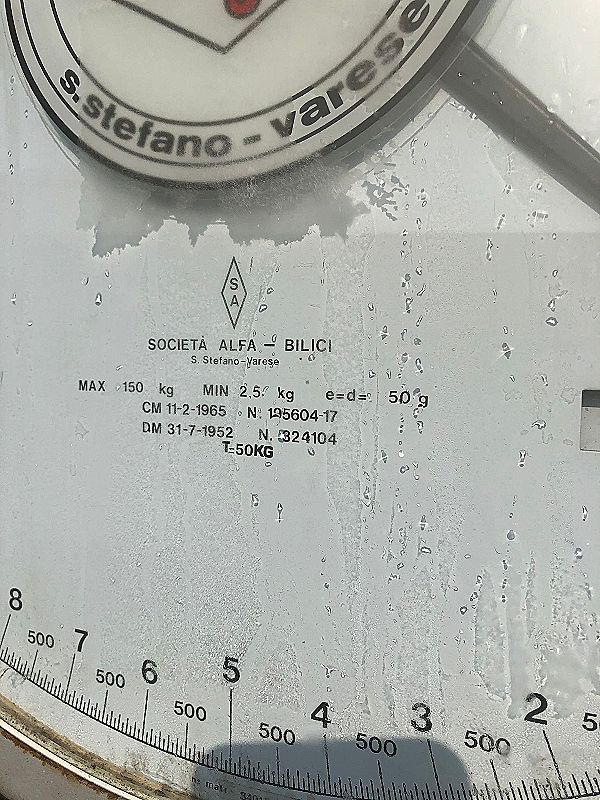 s.stefano - varese
S
A
SOCIETÀ ALFA - BILICI
S. Stefano-Varese
MAX 150 kg MIN 2.5 kg e=d= 50 g
CM 11-2-1965 N. 195604-17
DM 31-7-1952 N. 324104
T=50KG
8 500 7 500 6 500 5 500 4 500 3 500 2